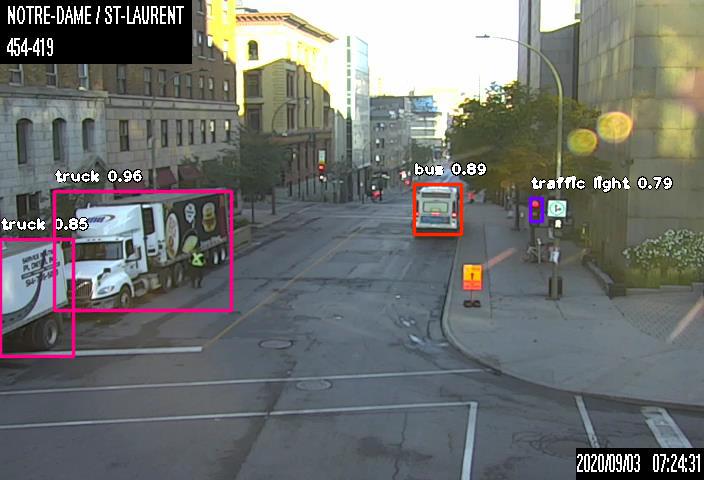 NOTRE-DAME / ST-LAURENT
454-419
truck 0.96
bus 0.89
traffic light 0.79
truck 0.85
2020/09/03 07:24:31